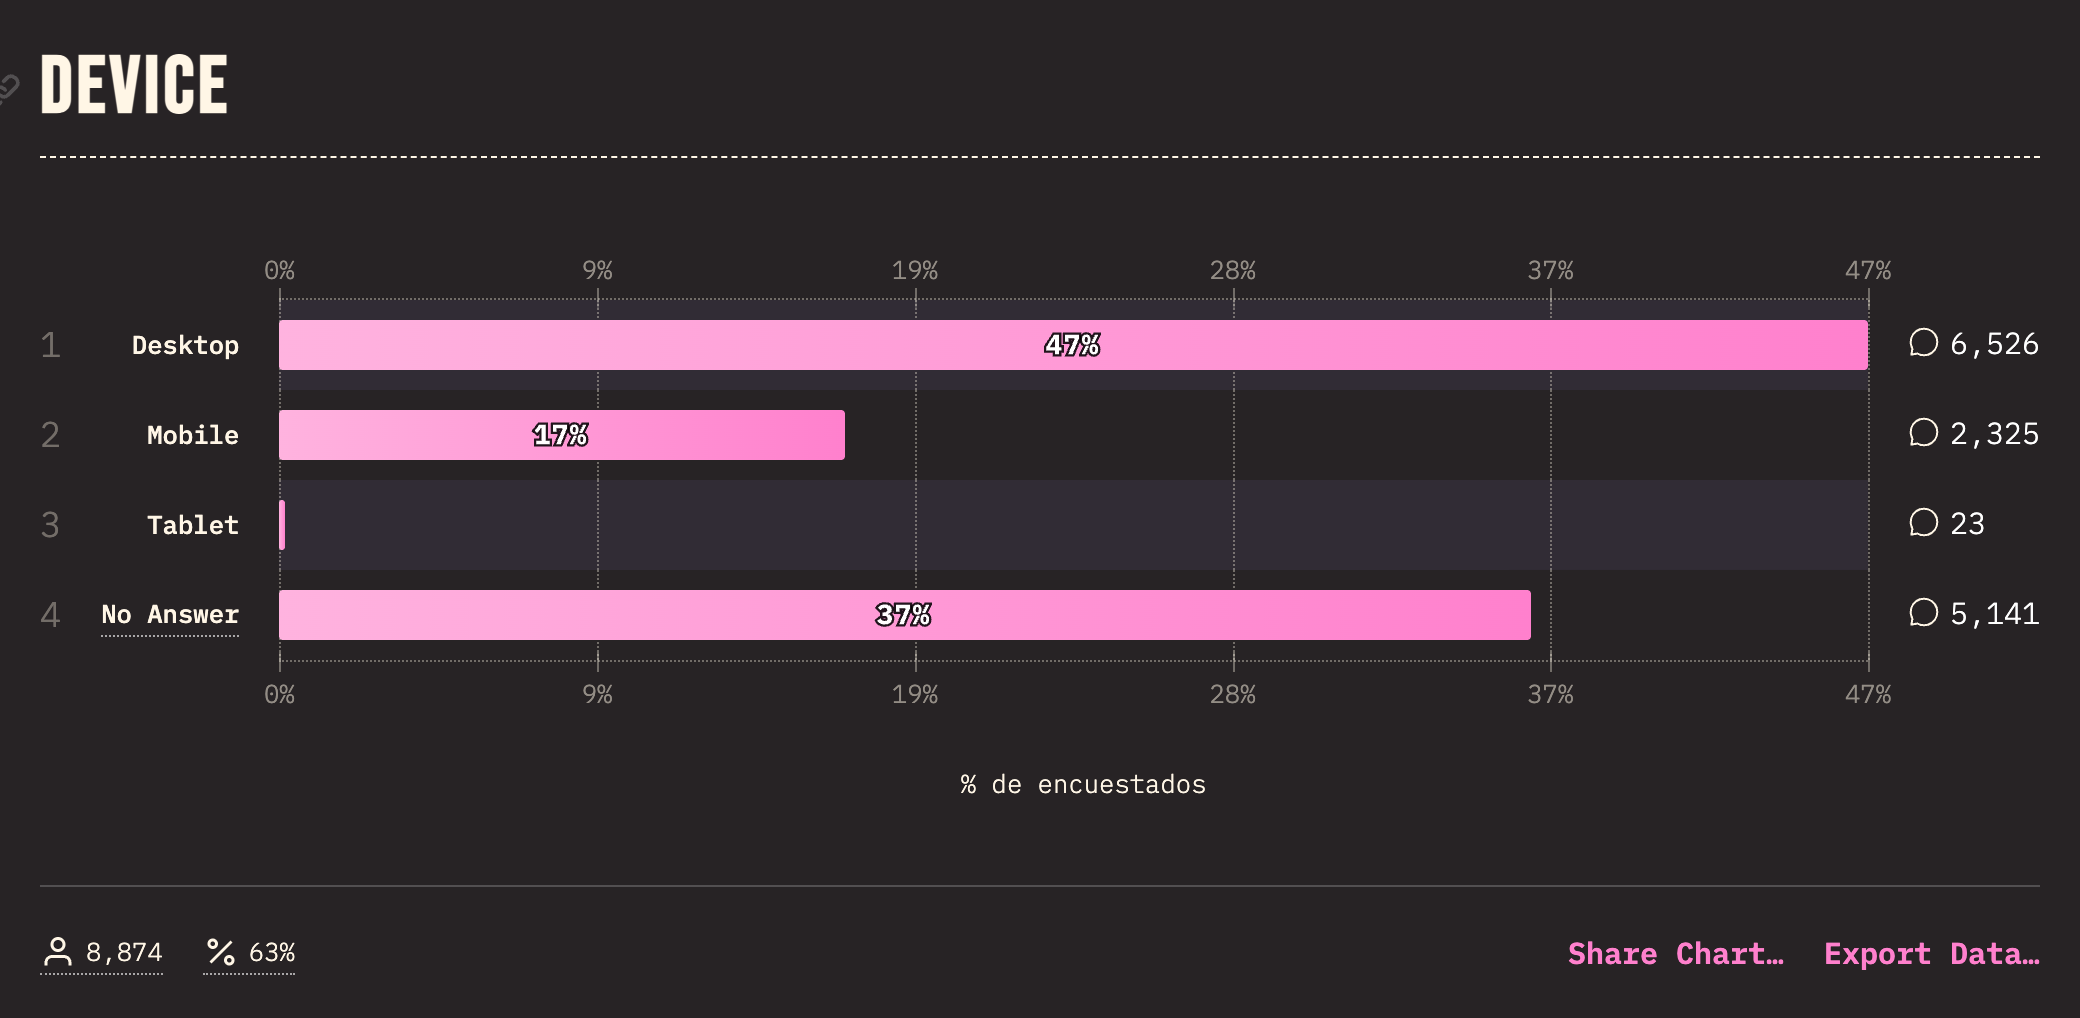 DEVICE
0% 9% 19% 28% 37% 47%
1 Desktop 47% 6,526
2 Mobile 17% 2,325
3 Tablet 23
4 No Answer 37% 5,141
0% 9% 19% 28% 37% 47%
% de encuestados
8,874 63% Share Chart… Export Data…